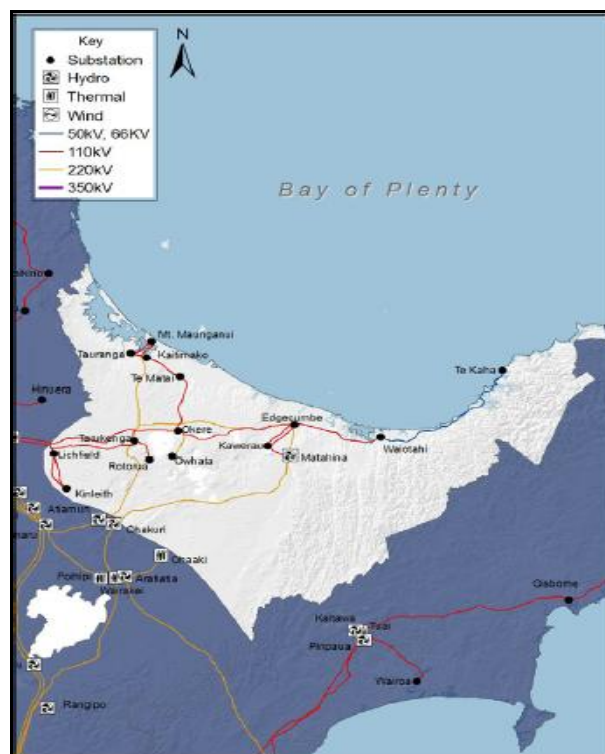 Key
N
Substation
Hydro
Thermal
Wind
50kV, 66KV
110kV
220kV
350kV
Bay of Plenty
Mt. Maunganui
Tauranga
Kaitimako
Te Matai
Te Kaha
Hinuera
Edgecumbe
Okere
Tarukenga
Kawerau
Waiotahi
Lichfield
Rotorua
Owhata
Matahina
Kinleith
Atiamuri
Ohakuri
Ohaaki
Poihipi
Aratiatia
Wairakei
Gisborne
Kaitawa
Tuai
Piripaua
Wairoa
Rangipo